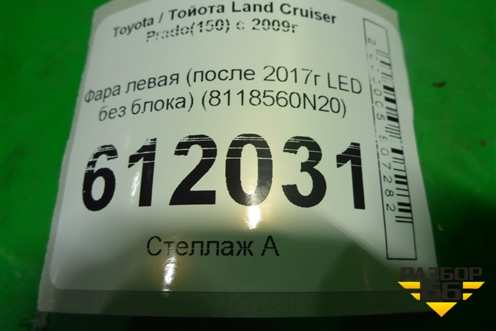 Toyota / Тойота Land Cruiser
Prado(150) с 2009г
Фара левая (после 2017г LED
без блока) (8118560N20)
612031
Стеллаж А
РАЗБОР
66